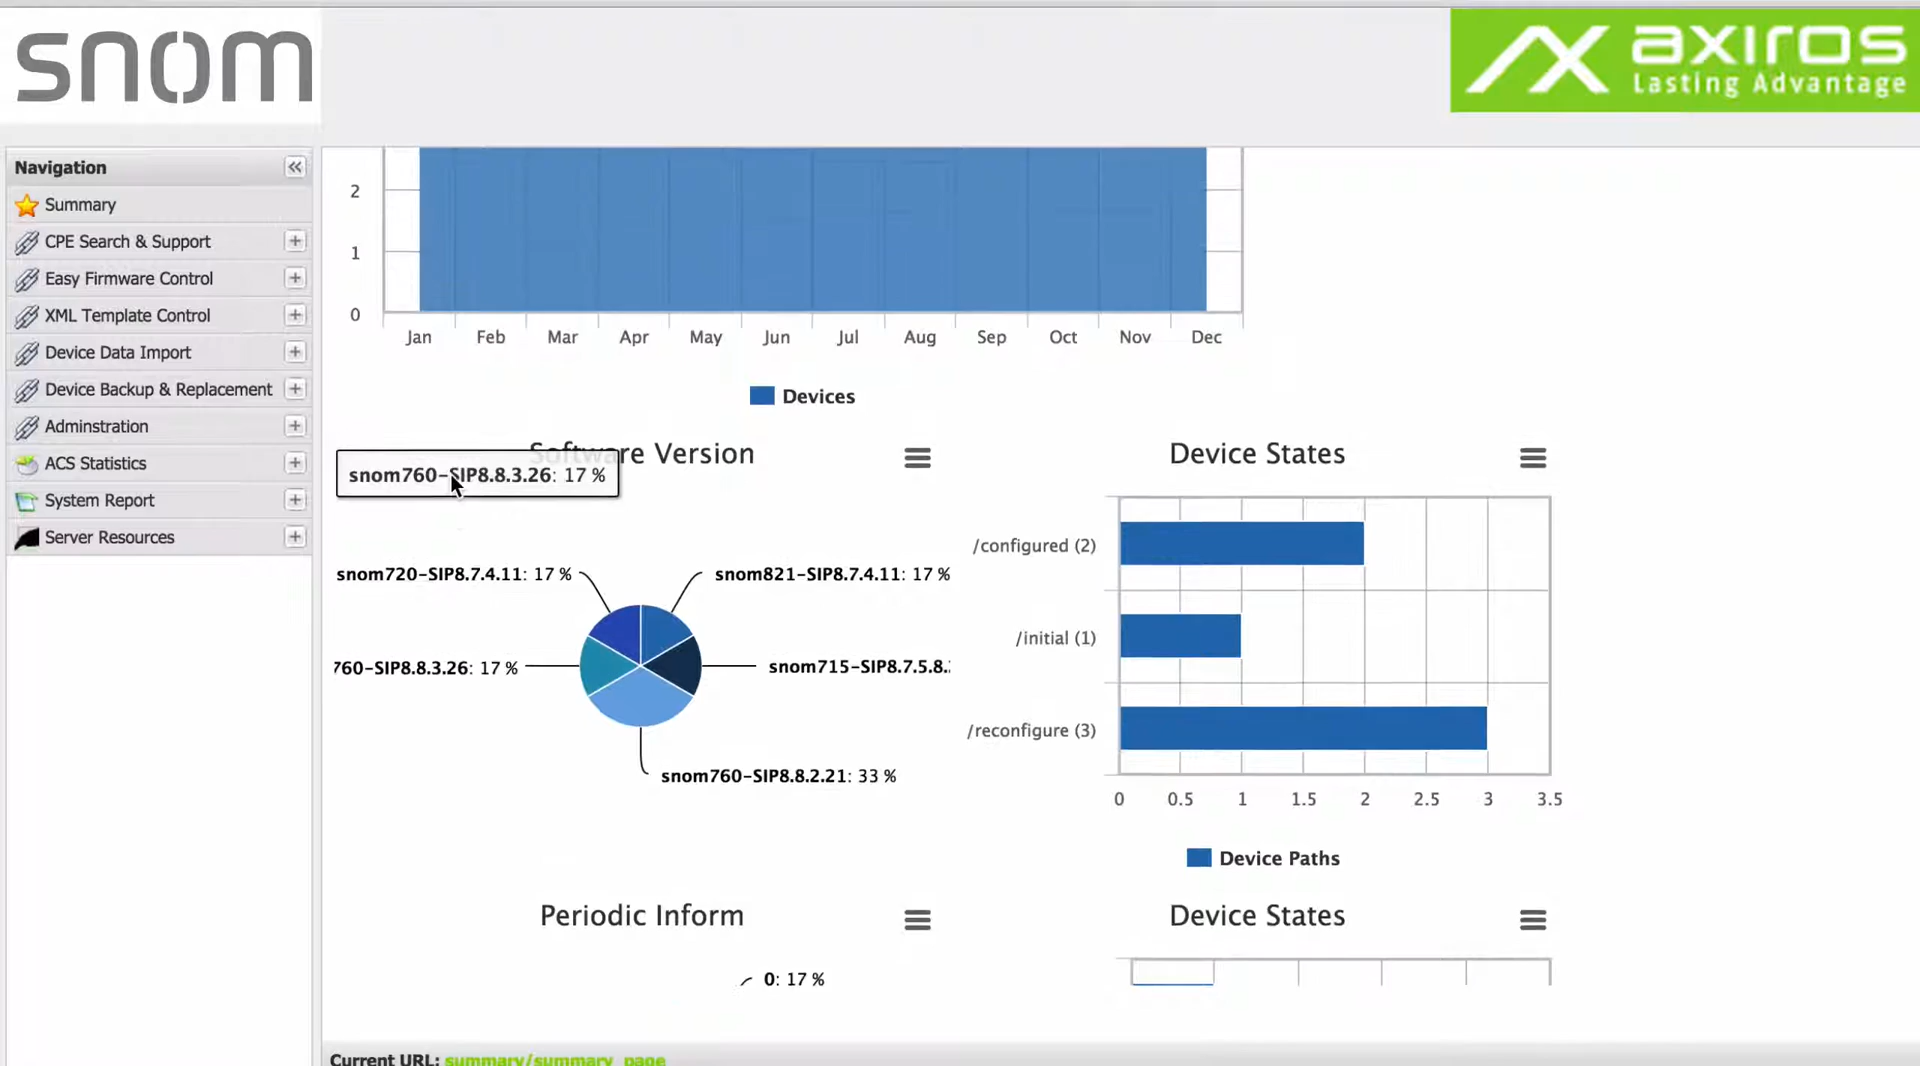 snom
axiros
Lasting Advantage
Navigation
Summary
CPE Search & Support
Easy Firmware Control
XML Template Control
Device Data Import
Device Backup & Replacement
Adminstration
ACS Statistics
System Report
Server Resources
2
1
0
Jan Feb Mar Apr May Jun Jul Aug Sep Oct Nov Dec
Devices
Software Version
snom760-SIP8.8.3.26: 17 %
snom720-SIP8.7.4.11: 17 %
snom821-SIP8.7.4.11: 17 %
760-SIP8.8.3.26: 17 %
snom715-SIP8.7.5.8.
snom760-SIP8.8.2.21: 33 %
Device States
/configured (2)
/initial (1)
/reconfigure (3)
0 0.5 1 1.5 2 2.5 3 3.5
Device Paths
Periodic Inform
0: 17 %
Device States
Current URL: summary/summary_page